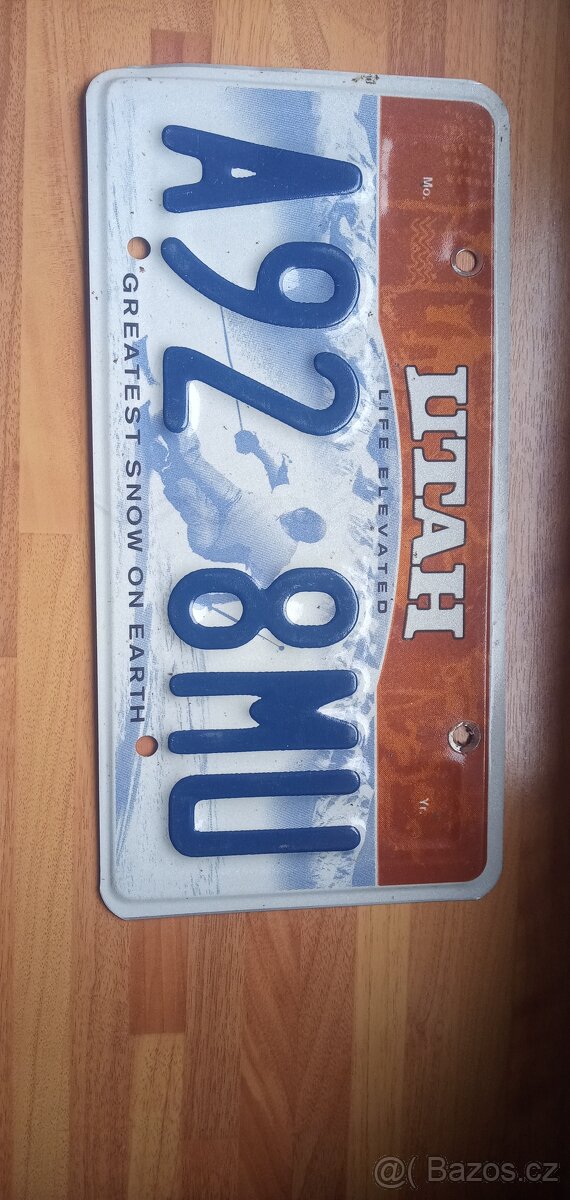 Mo.
Yr.
UTAH
LIFE ELEVATED
A92 8MU
GREATEST SNOW ON EARTH
@( Bazos.cz